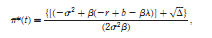 π*(t) = {[(−σ² + β(−r + b − βλ)] + √Δ} / (2σ²β),